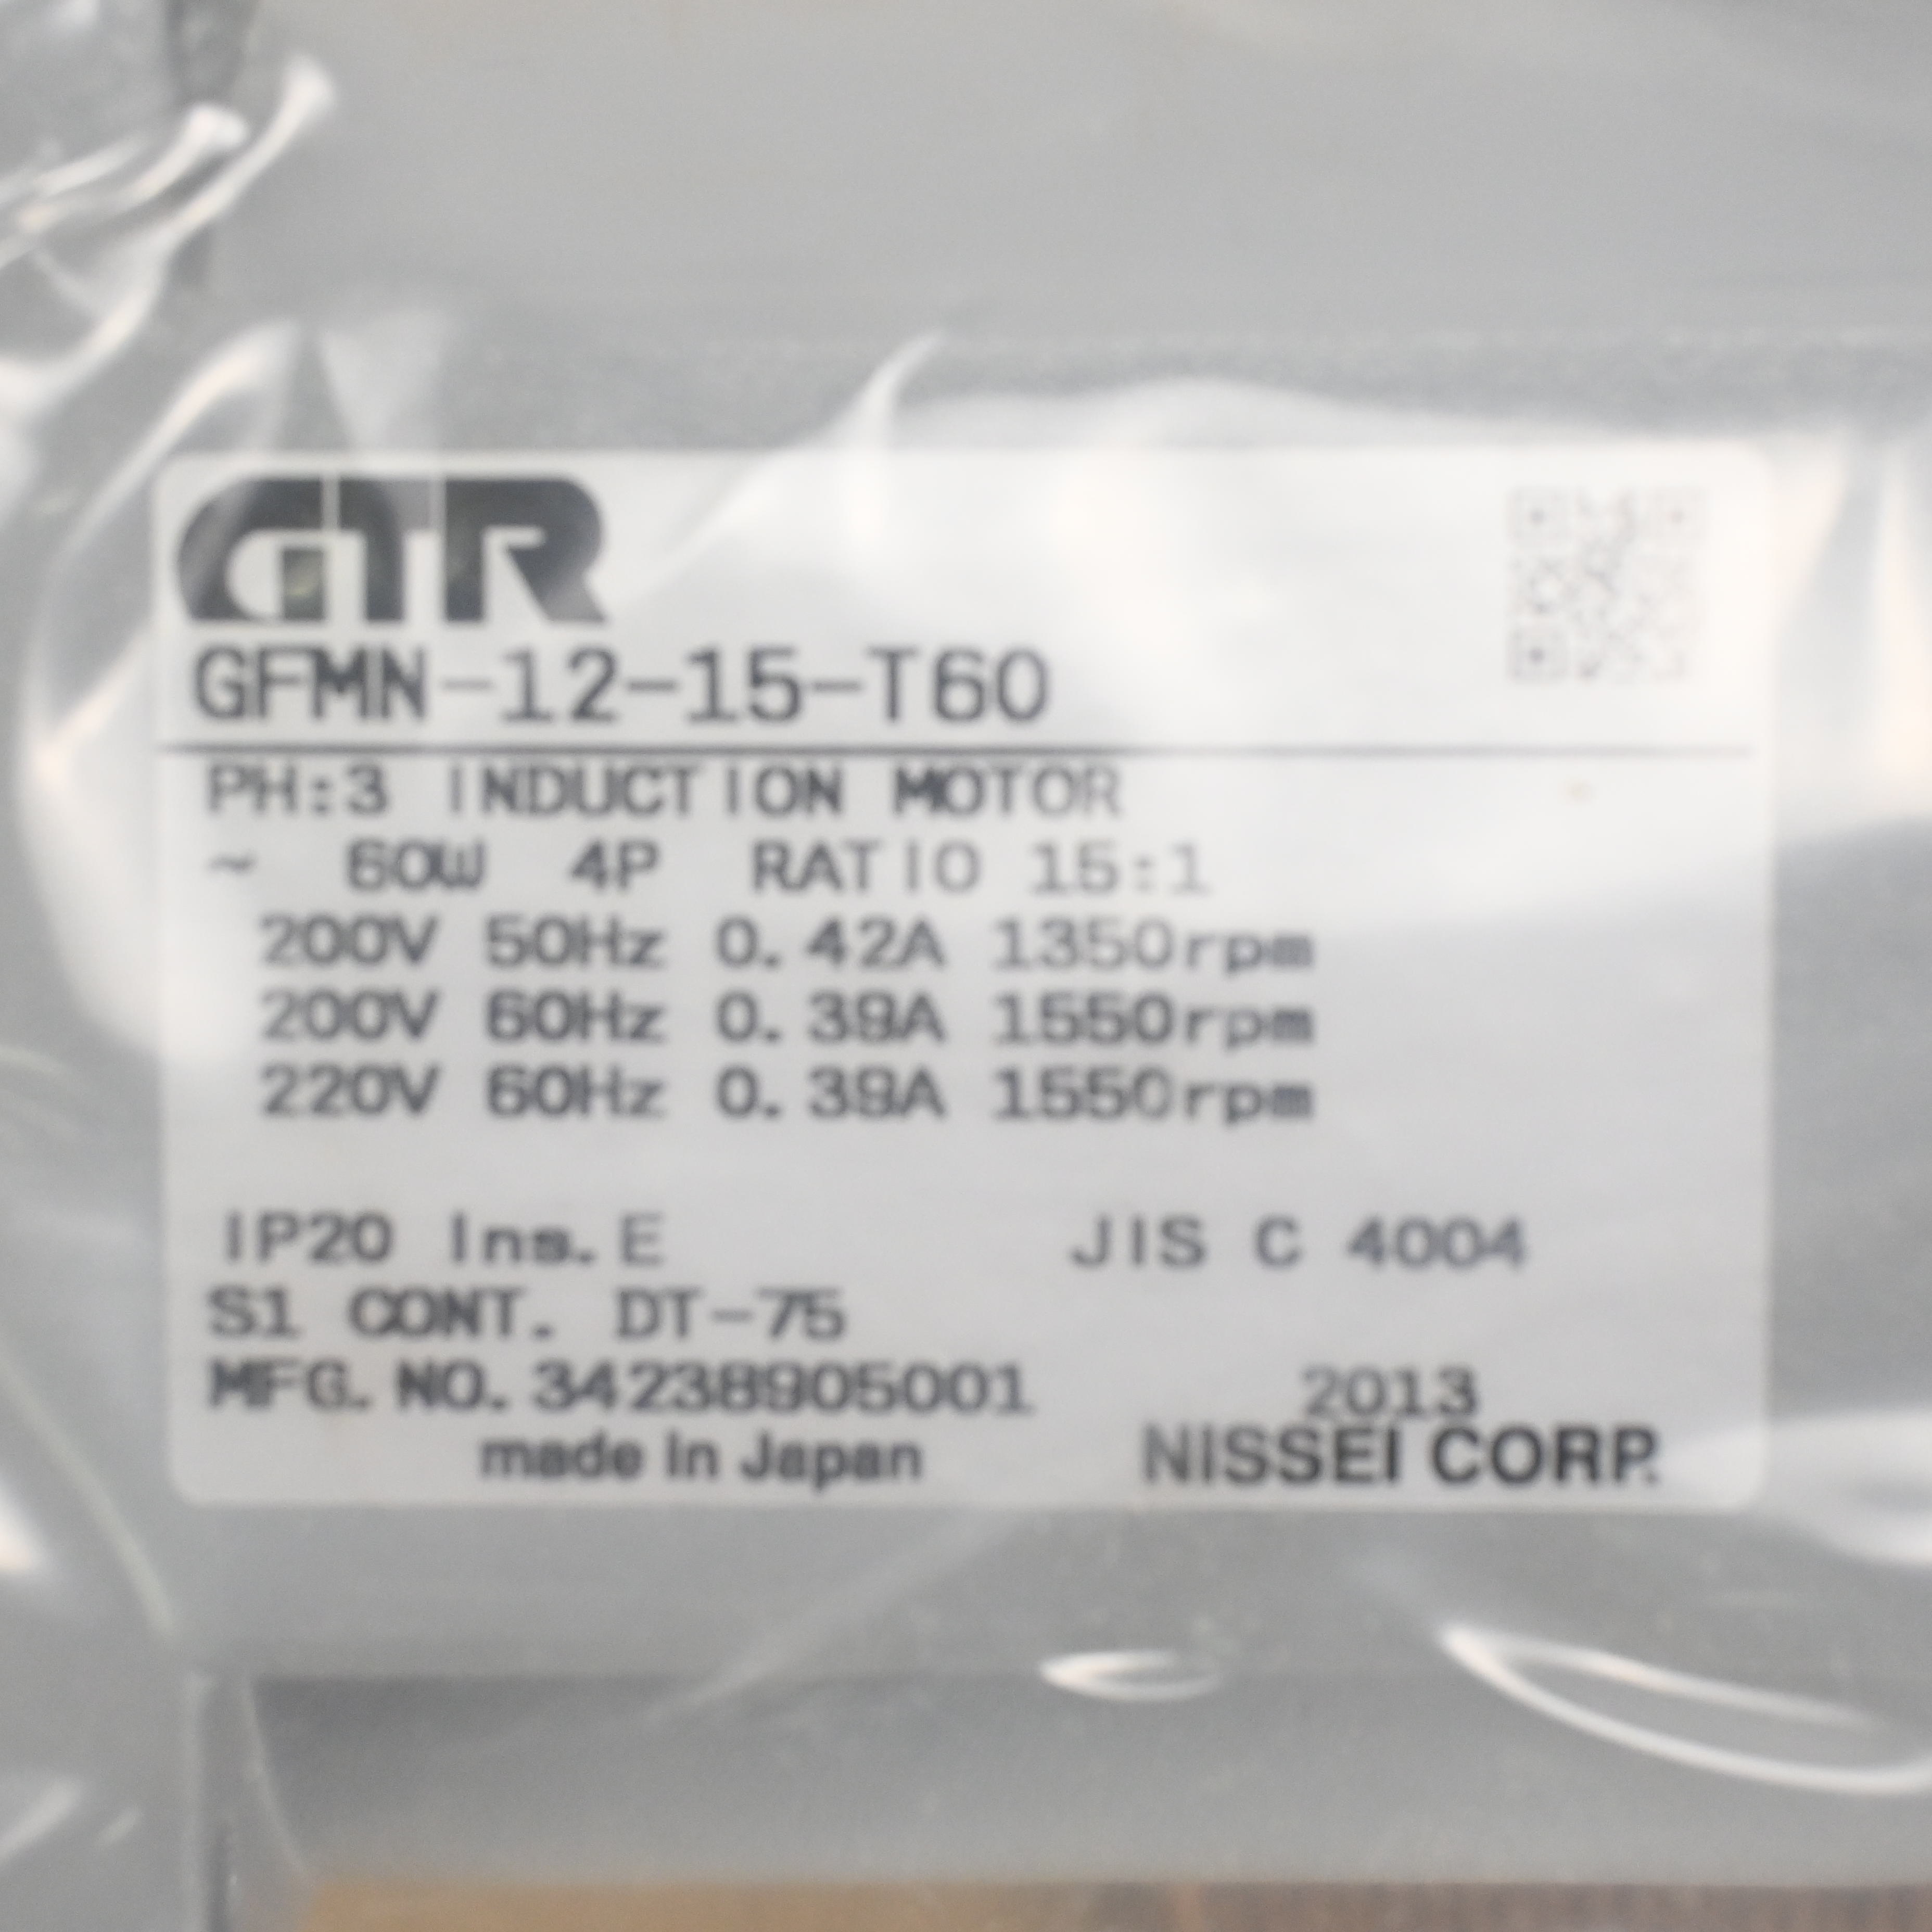 GTR
GFMN-12-15-T60
PH:3 INDUCTION MOTOR
~ 60W 4P RATIO 15:1
200V 50Hz 0.42A 1350rpm
200V 60Hz 0.39A 1550rpm
220V 60Hz 0.39A 1550rpm
IP20 Ins.E JIS C 4004
S1 CONT. DT-75
MFG.NO.34238905001 2013
made in Japan NISSEI CORP.